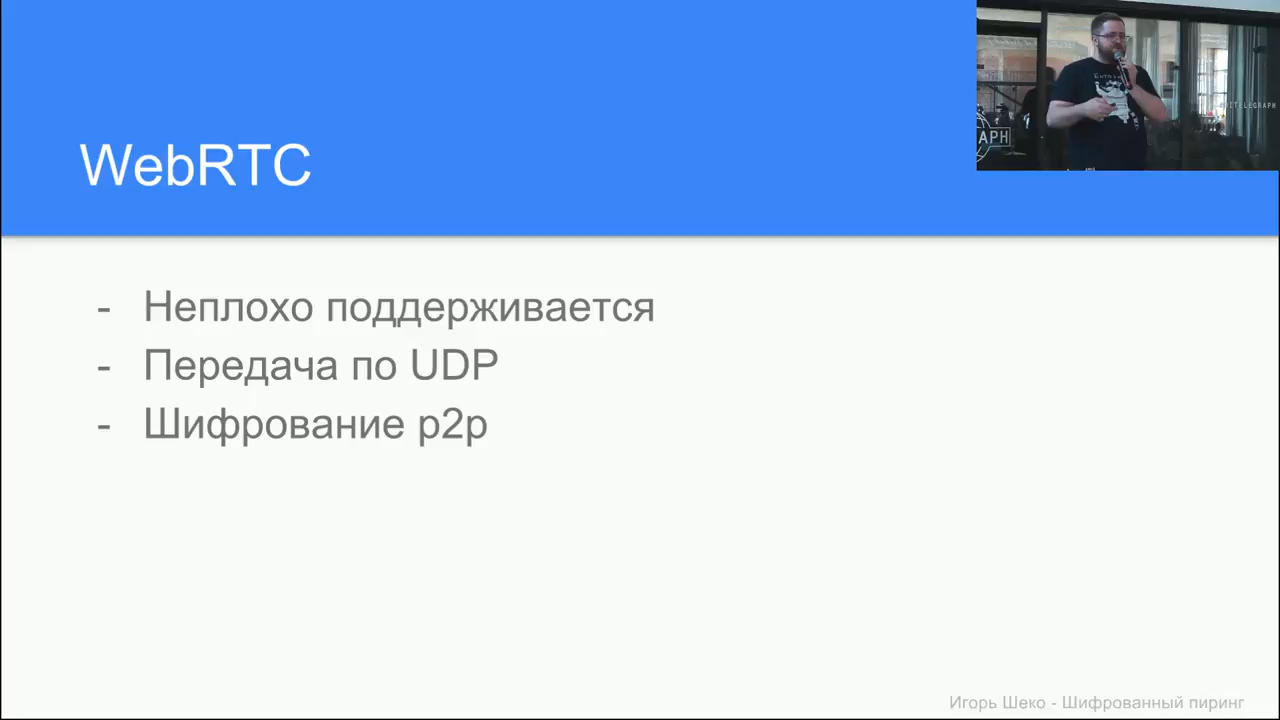 WebRTC
- Неплохо поддерживается
- Передача по UDP
- Шифрование p2p
Игорь Шеко - Шифрованный пиринг